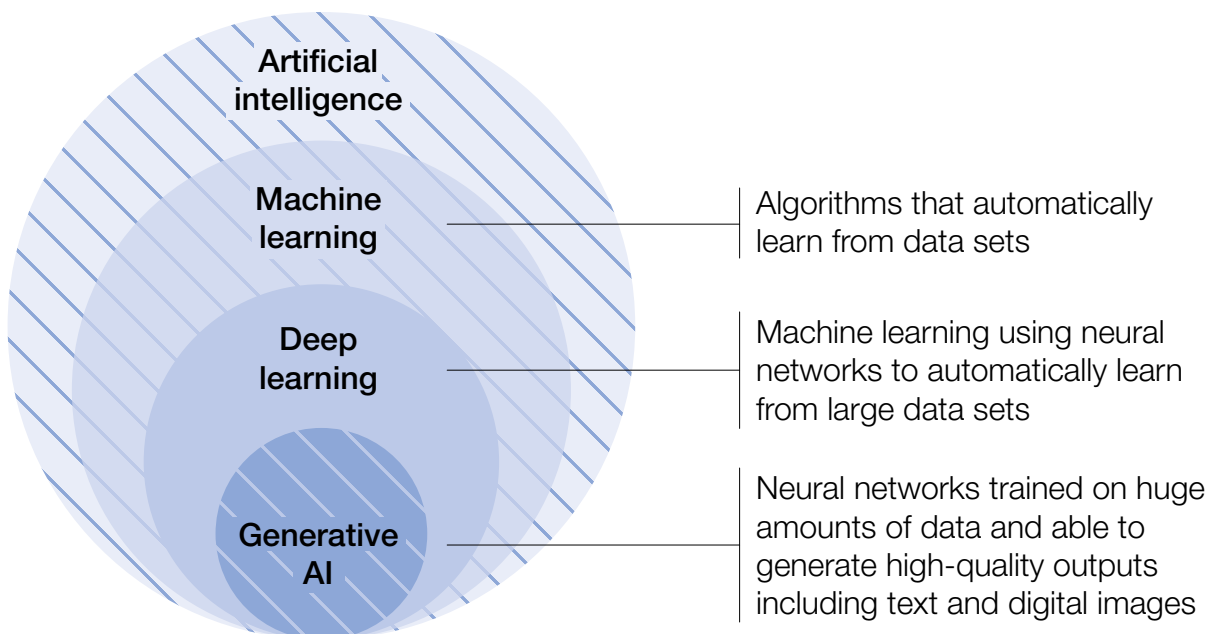 Artificial
intelligence
Machine
learning
Algorithms that automatically
learn from data sets
Deep
learning
Machine learning using neural
networks to automatically learn
from large data sets
Generative
AI
Neural networks trained on huge
amounts of data and able to
generate high-quality outputs
including text and digital images